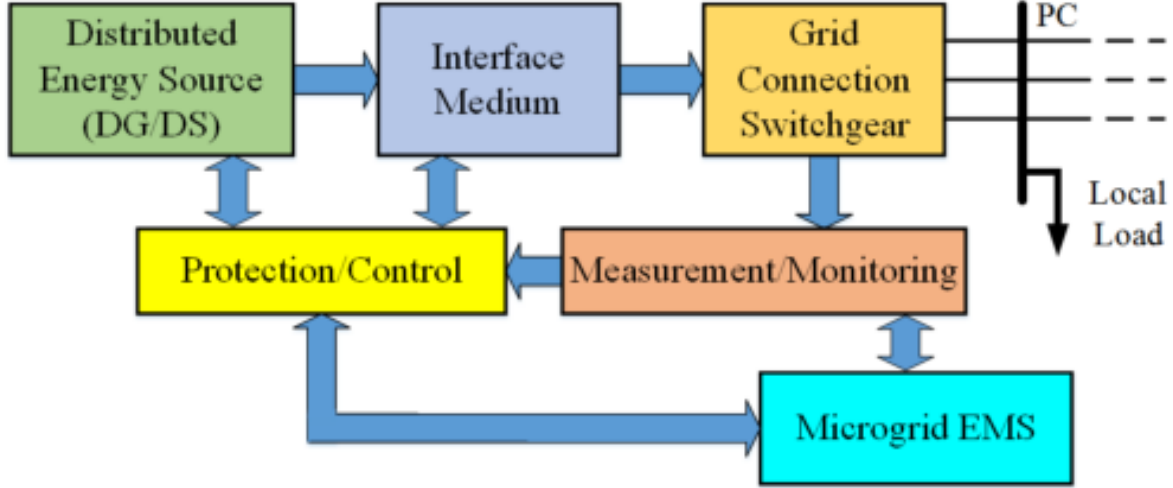 Distributed
Energy Source
(DG/DS)
Interface
Medium
Grid
Connection
Switchgear
PC
Local
Load
Protection/Control
Measurement/Monitoring
Microgrid EMS